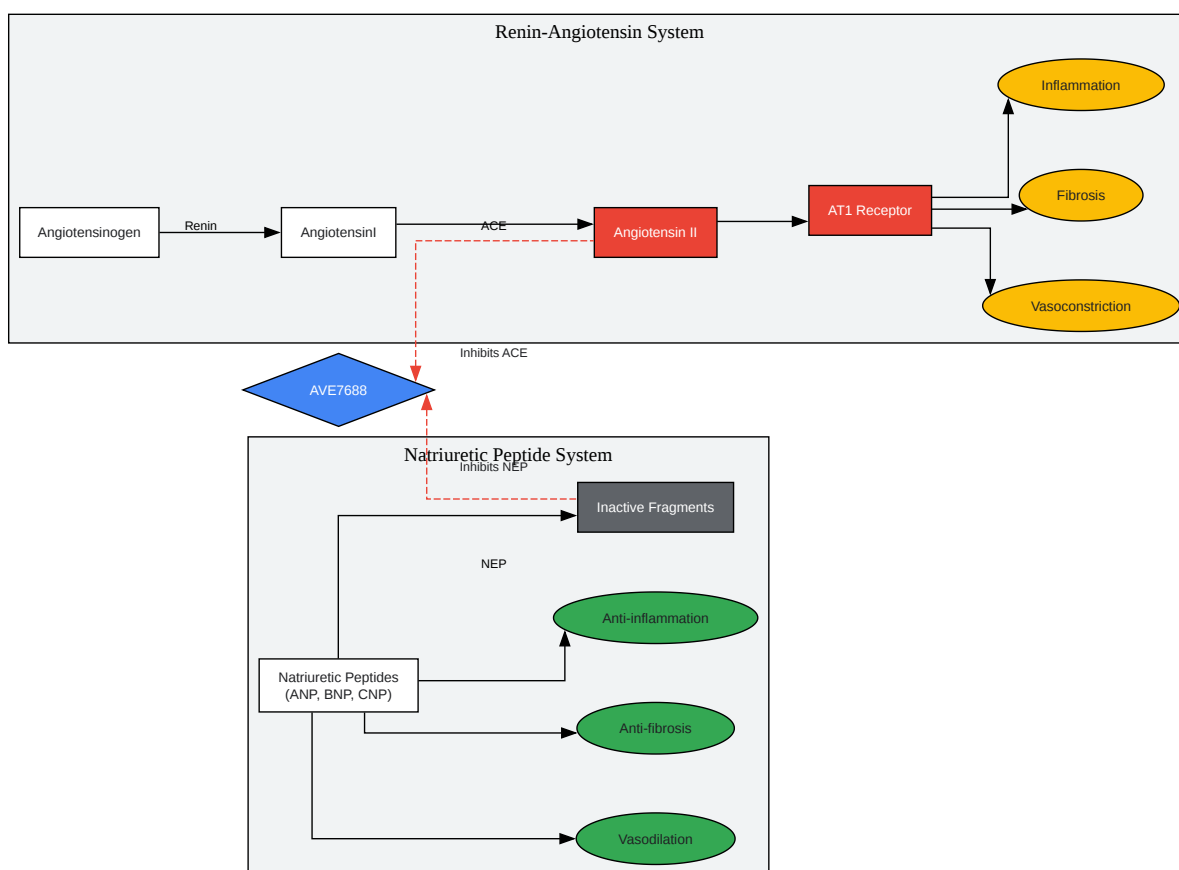 Renin-Angiotensin System
Inflammation
Fibrosis
AT1 Receptor
Angiotensinogen
Renin
AngiotensinI
ACE
Angiotensin II
Vasoconstriction
Inhibits ACE
AVE7688
Natriuretic Peptide System
Inhibits NEP
Inactive Fragments
NEP
Anti-inflammation
Natriuretic Peptides
(ANP, BNP, CNP)
Anti-fibrosis
Vasodilation